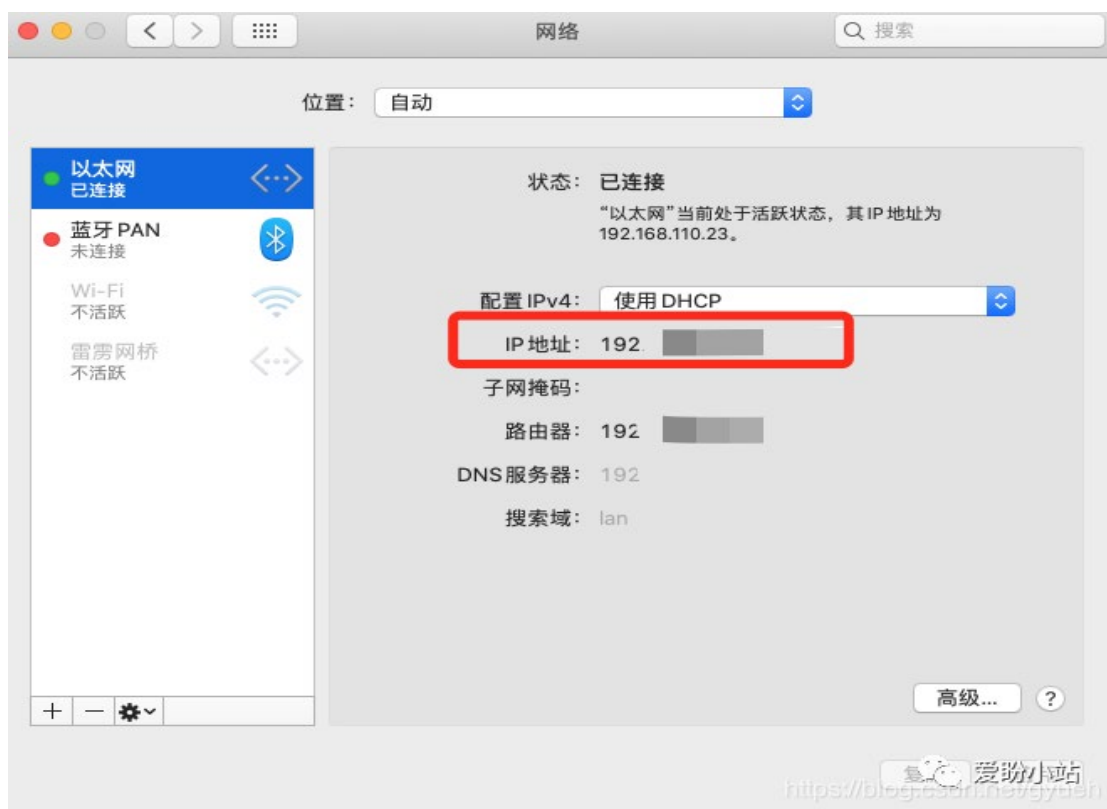 网络
搜索
位置： 自动
以太网
已连接
蓝牙 PAN
未连接
Wi-Fi
不活跃
雷雳网桥
不活跃
状态： 已连接
“以太网”当前处于活跃状态，其 IP 地址为
192.168.110.23。
配置 IPv4： 使用 DHCP
IP 地址： 192.
子网掩码：
路由器： 192
DNS 服务器： 192
搜索域： lan
高级...
?
爱盼小站